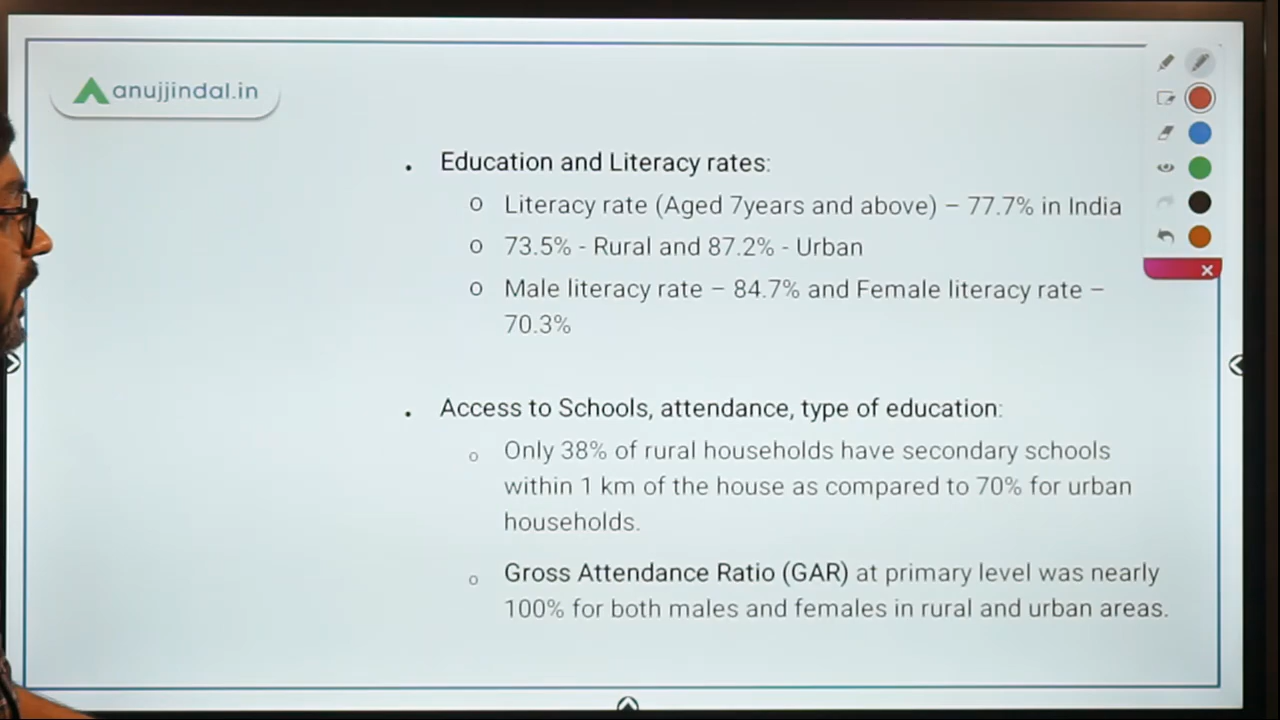 anujjindal.in
. Education and Literacy rates:
o Literacy rate (Aged 7years and above) – 77.7% in India
o 73.5% - Rural and 87.2% - Urban
o Male literacy rate – 84.7% and Female literacy rate –
70.3%
. Access to Schools, attendance, type of education:
o Only 38% of rural households have secondary schools
within 1 km of the house as compared to 70% for urban
households.
o Gross Attendance Ratio (GAR) at primary level was nearly
100% for both males and females in rural and urban areas.